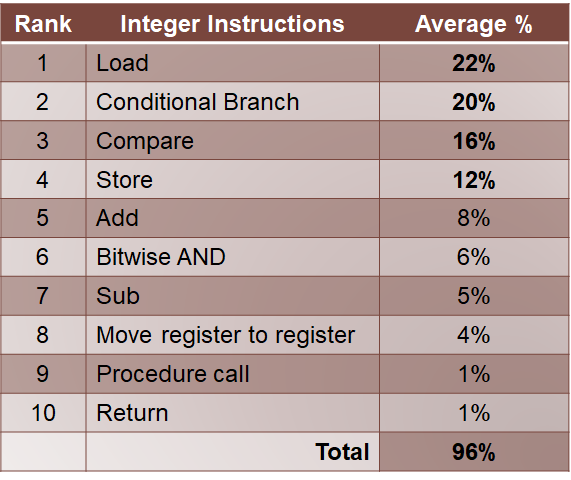 Rank Integer Instructions Average %
1 Load 22%
2 Conditional Branch 20%
3 Compare 16%
4 Store 12%
5 Add 8%
6 Bitwise AND 6%
7 Sub 5%
8 Move register to register 4%
9 Procedure call 1%
10 Return 1%
Total 96%